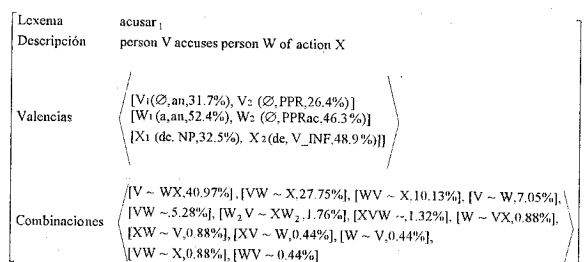 Lexema acusar 1
Descripción person V accuses person W of action X
[V1(∅,an,31.7%), V2 (∅,PPR,26.4%)]
Valencias [W1(a,an,52.4%), W2 (∅,PPRac,46.3%)]
[X1 (de, NP,32.5%), X2(de, V_INF,48.9%)]]
[V ~ WX,40.97%], [VW ~ X,27.75%], [WV ~ X,10.13%], [V ~ W,7.05%],
Combinaciones [VW ~.5.28%], [W2 V ~ XW2 ,1.76%], [XVW ~,1.32%], [W ~ VX,0.88%],
[XW ~ V,0.88%], [XV ~ W,0.44%], [W ~ V,0.44%],
[VW ~ X,0.88%], [WV ~ 0.44%]